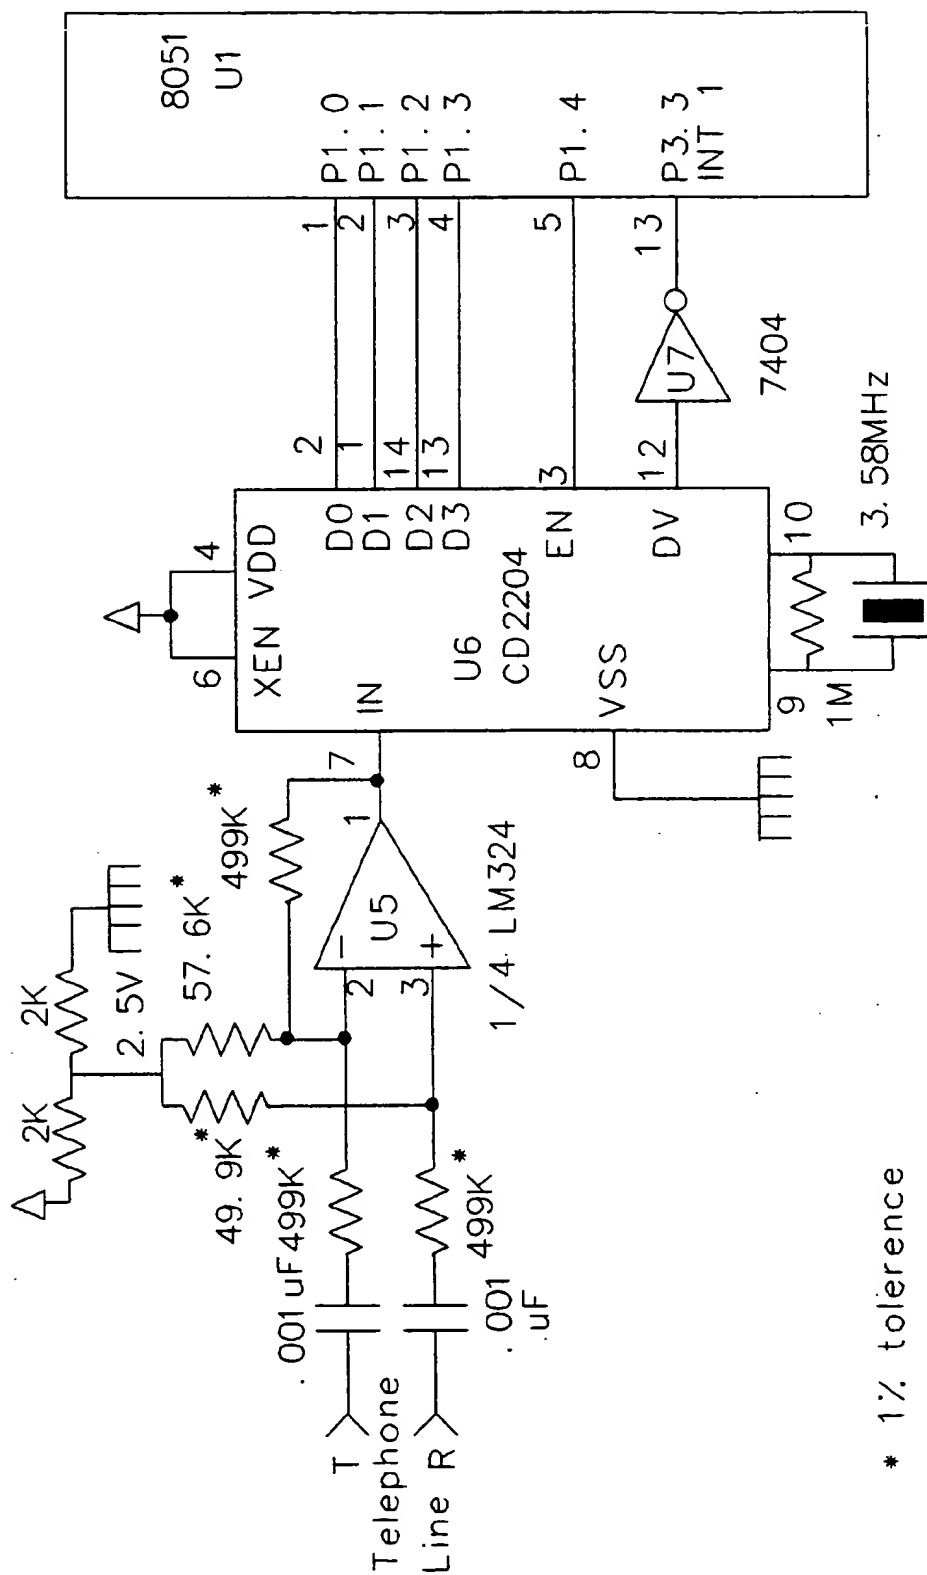 2K
2K
2. 5V
49. 9K*
57. 6K*
499K*
.001 uF
499K*
T
Telephone
Line R
.001
uF
499K*
2
3
-
+
U5
1
1/4 LM324
7
6
4
XEN VDD
IN
U6
CD2204
VSS
8
D0
D1
D2
D3
EN
DV
2
1
14
13
3
12
9
10
1M
3. 58MHz
U7
7404
1
2
3
4
5
13
8051
U1
P1. 0
P1. 1
P1. 2
P1. 3
P1. 4
P3. 3
INT 1
* 1% tolerence